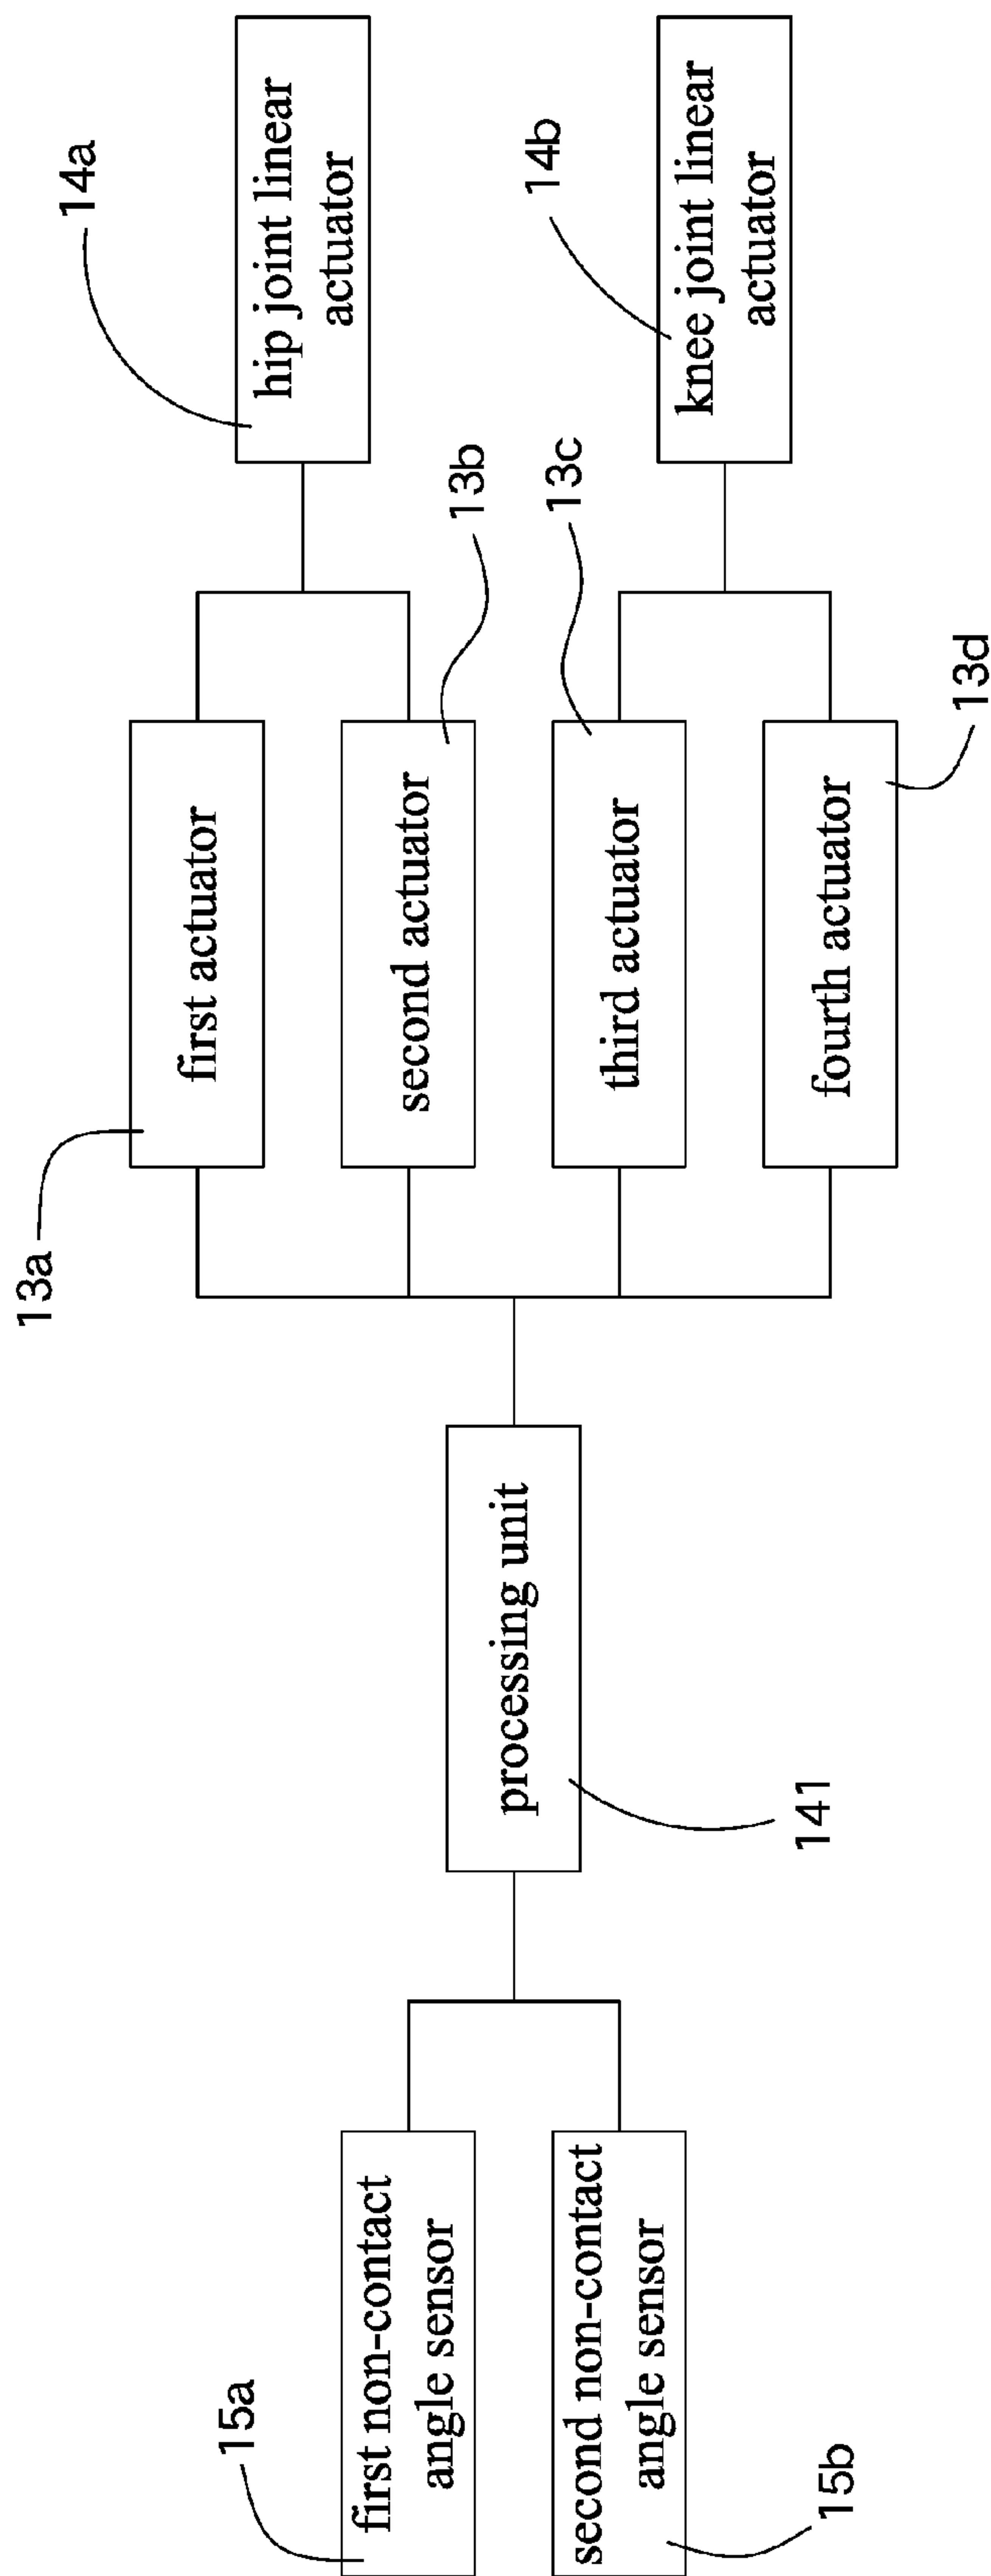 15a
first non-contact
angle sensor
second non-contact
angle sensor
15b
processing unit
141
13a
first actuator
second actuator
13b
third actuator
13c
fourth actuator
13d
14a
hip joint linear
actuator
14b
knee joint linear
actuator